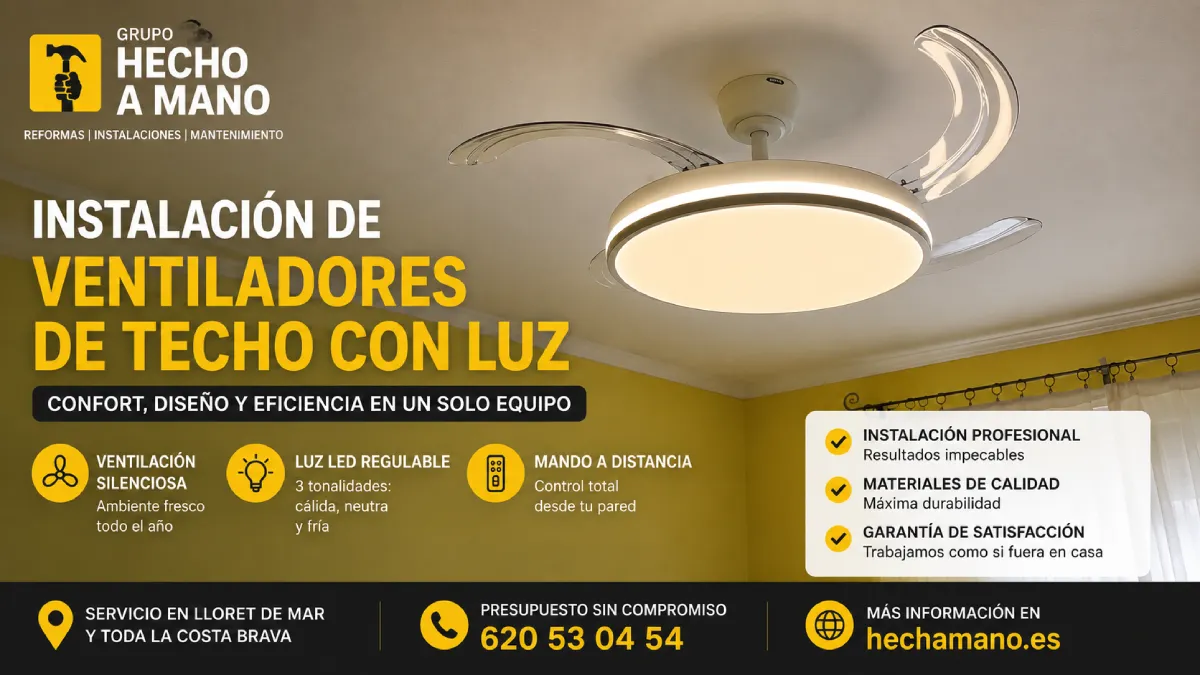 GRUPO
HECHO
A MANO
REFORMAS | INSTALACIONES | MANTENIMIENTO
INSTALACIÓN DE
VENTILADORES
DE TECHO CON LUZ
CONFORT, DISEÑO Y EFICIENCIA EN UN SOLO EQUIPO
VENTILACIÓN
SILENCIOSA
Ambiente fresco
todo el año
LUZ LED REGULABLE
3 tonalidades:
cálida, neutra
y fría
MANDO A DISTANCIA
Control total
desde tu pared
INSTALACIÓN PROFESIONAL
Resultados impecables
MATERIALES DE CALIDAD
Máxima durabilidad
GARANTÍA DE SATISFACCIÓN
Trabajamos como si fuera en casa
SERVICIO EN LLORET DE MAR
Y TODA LA COSTA BRAVA
PRESUPUESTO SIN COMPROMISO
620 53 04 54
MÁS INFORMACIÓN EN
hechamano.es